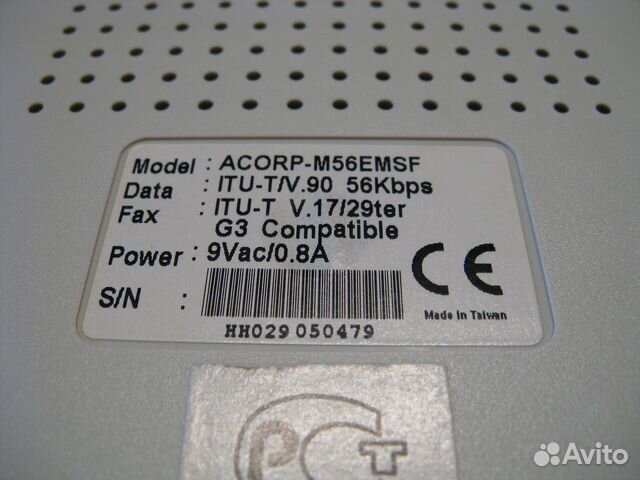 Model : ACORP-M56EMSF
Data : ITU-T/V.90 56Kbps
Fax : ITU-T V.17/29ter
G3 Compatible
Power : 9Vac/0.8A
S/N :
HH029 050479
CE
Made in Taiwan
РСТ
Avito